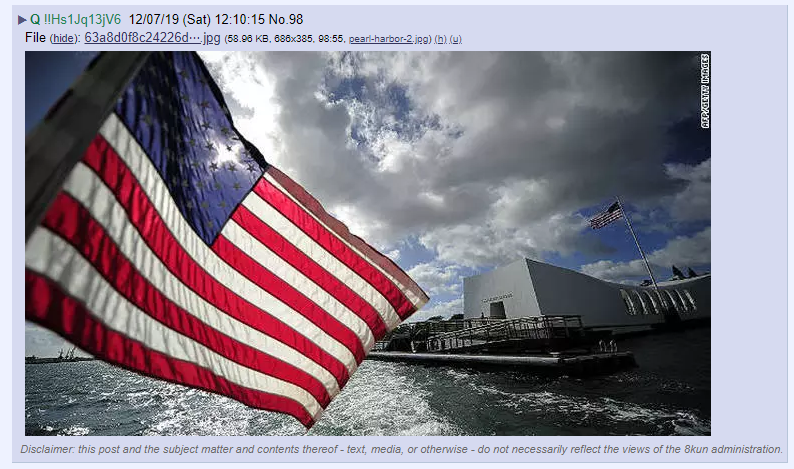 ▶ Q !!Hs1Jq13jV6 12/07/19 (Sat) 12:10:15 No.98
File (hide): 63a8d0f8c24226d⋯.jpg (58.96 KB, 686x385, 98:55, pearl-harbor-2.jpg) (h) (u)
AFP/GETTY IMAGES
Disclaimer: this post and the subject matter and contents thereof - text, media, or otherwise - do not necessarily reflect the views of the 8kun administration.